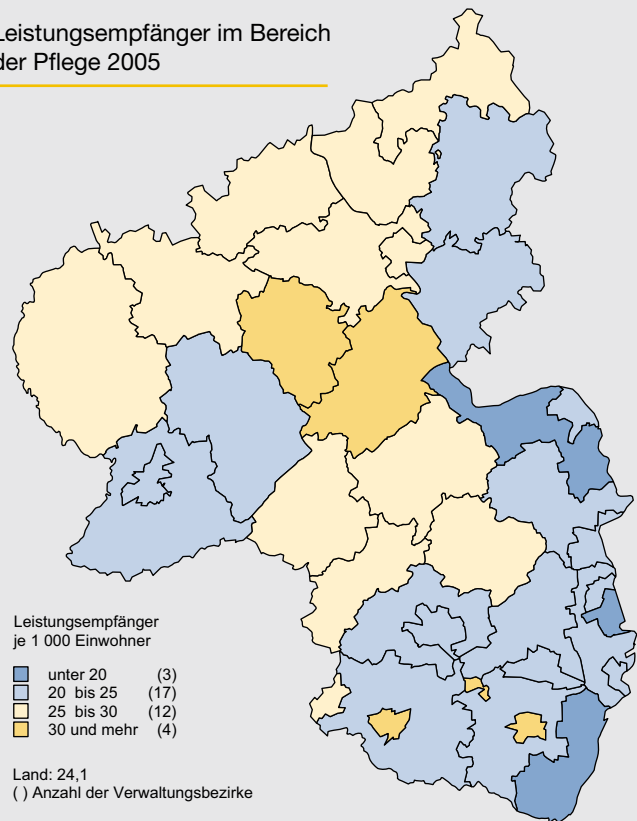 Leistungsempfänger im Bereich
der Pflege 2005
Leistungsempfänger
je 1 000 Einwohner
unter 20 (3)
20 bis 25 (17)
25 bis 30 (12)
30 und mehr (4)
Land: 24,1
( ) Anzahl der Verwaltungsbezirke